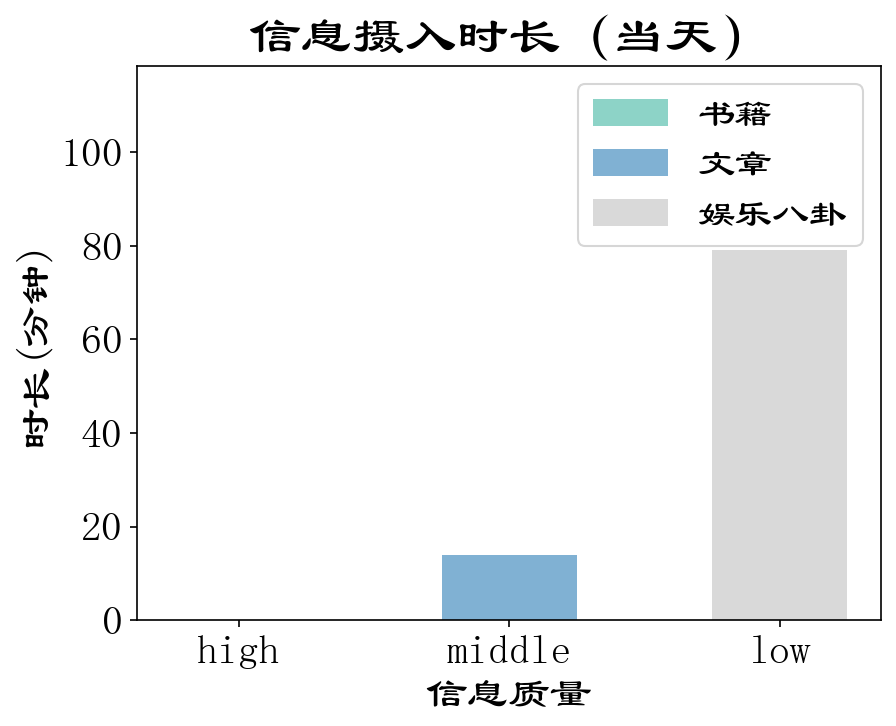 信息摄入时长（当天）
书籍
文章
娱乐八卦
时长(分钟)
100
80
60
40
20
0
high middle low
信息质量